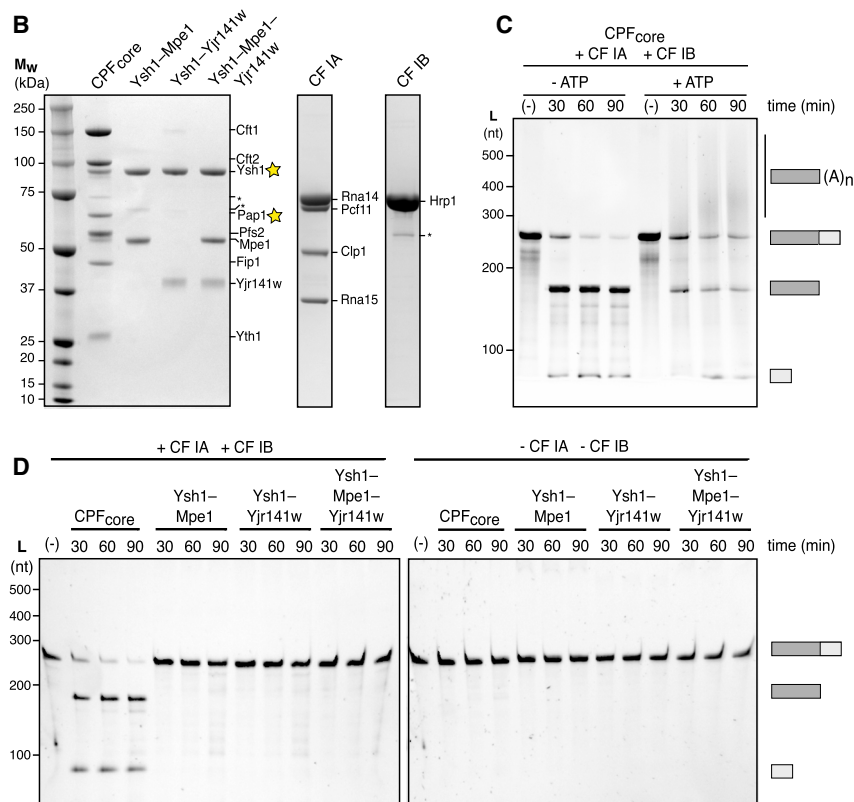 B
Mw
(kDa)
CPFcore
Ysh1–Mpe1
Ysh1–Yjr141w
Ysh1–Mpe1–
Yjr141w
250
150
100
75
50
37
25
20
15
10
Cft1
Cft2
Ysh1
*
*
Pap1
Pfs2
Mpe1
Fip1
Yjr141w
Yth1
CF IA
Rna14
Pcf11
Clp1
Rna15
CF IB
Hrp1
*
C
CPFcore
+ CF IA + CF IB
- ATP + ATP
L (-) 30 60 90 (-) 30 60 90 time (min)
(nt)
500
400
300
200
100
(A)n
D
+ CF IA + CF IB
- CF IA - CF IB
CPFcore
Ysh1–
Mpe1
Ysh1–
Yjr141w
Ysh1–
Mpe1–
Yjr141w
CPFcore
Ysh1–
Mpe1
Ysh1–
Yjr141w
Ysh1–
Mpe1–
Yjr141w
L (-) 30 60 90 30 60 90 30 60 90 30 60 90 (-) 30 60 90 30 60 90 30 60 90 30 60 90 time (min)
(nt)
500
400
300
200
100